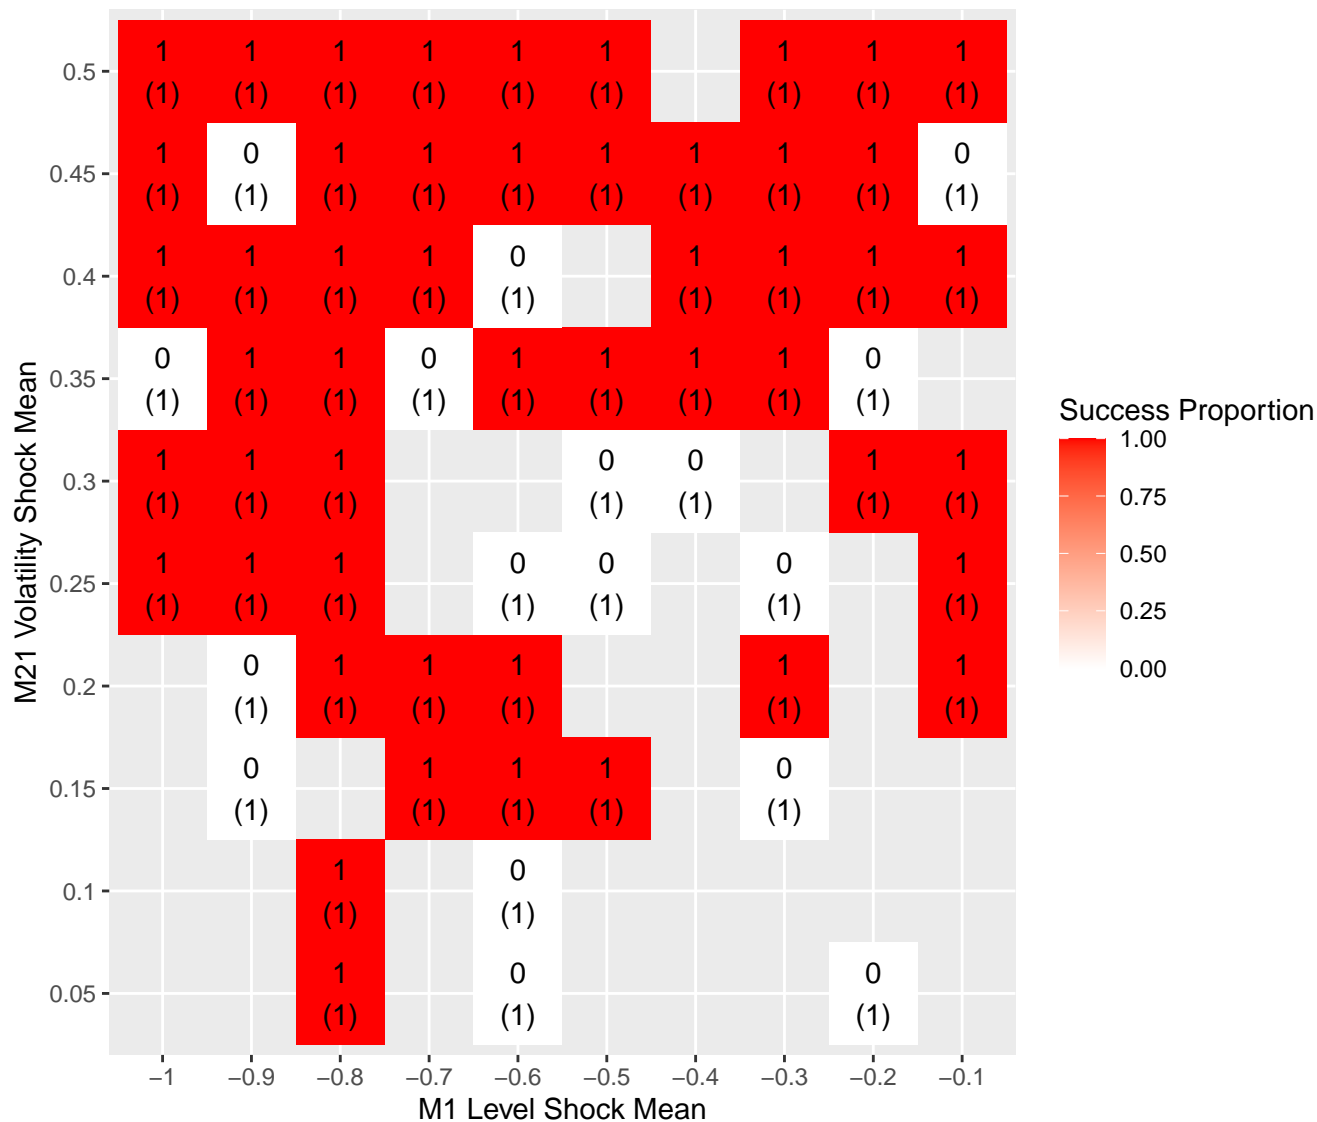 1 1 1 1 1 1 1 1 1
0.5
(1) (1) (1) (1) (1) (1) (1) (1) (1)
1 0 1 1 1 1 1 1 1 0
0.45
(1) (1) (1) (1) (1) (1) (1) (1) (1) (1)
1 1 1 1 0 1 1 1 1
0.4
(1) (1) (1) (1) (1) (1) (1) (1) (1)
0 1 1 0 1 1 1 1 0
0.35
(1) (1) (1) (1) (1) (1) (1) (1) (1)
1 1 1 0 0 1 1
0.3
(1) (1) (1) (1) (1) (1) (1)
1 1 1 0 0 0 1
0.25
(1) (1) (1) (1) (1) (1) (1)
0 1 1 1 1 1
0.2
(1) (1) (1) (1) (1) (1)
0 1 1 1 0
0.15
(1) (1) (1) (1) (1)
1 0
0.1
(1) (1)
1 0 0
0.05
(1) (1) (1)
−1 −0.9 −0.8 −0.7 −0.6 −0.5 −0.4 −0.3 −0.2 −0.1
M1 Level Shock Mean
M21 Volatility Shock Mean
Success Proportion
1.00
0.75
0.50
0.25
0.00